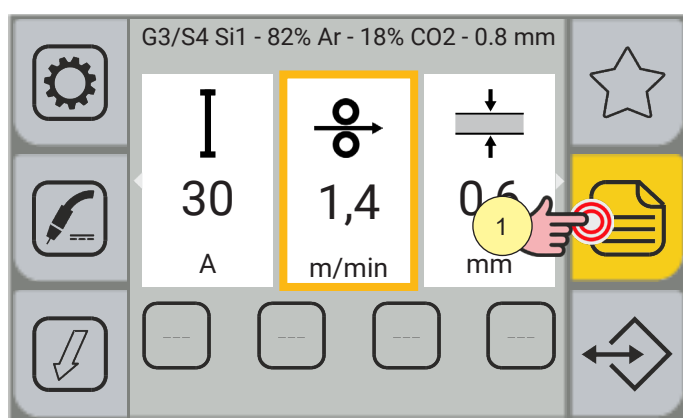 G3/S4 Si1 - 82% Ar - 18% CO2 - 0.8 mm
30 1,4 0,6
1
A m/min mm
--- --- --- ---